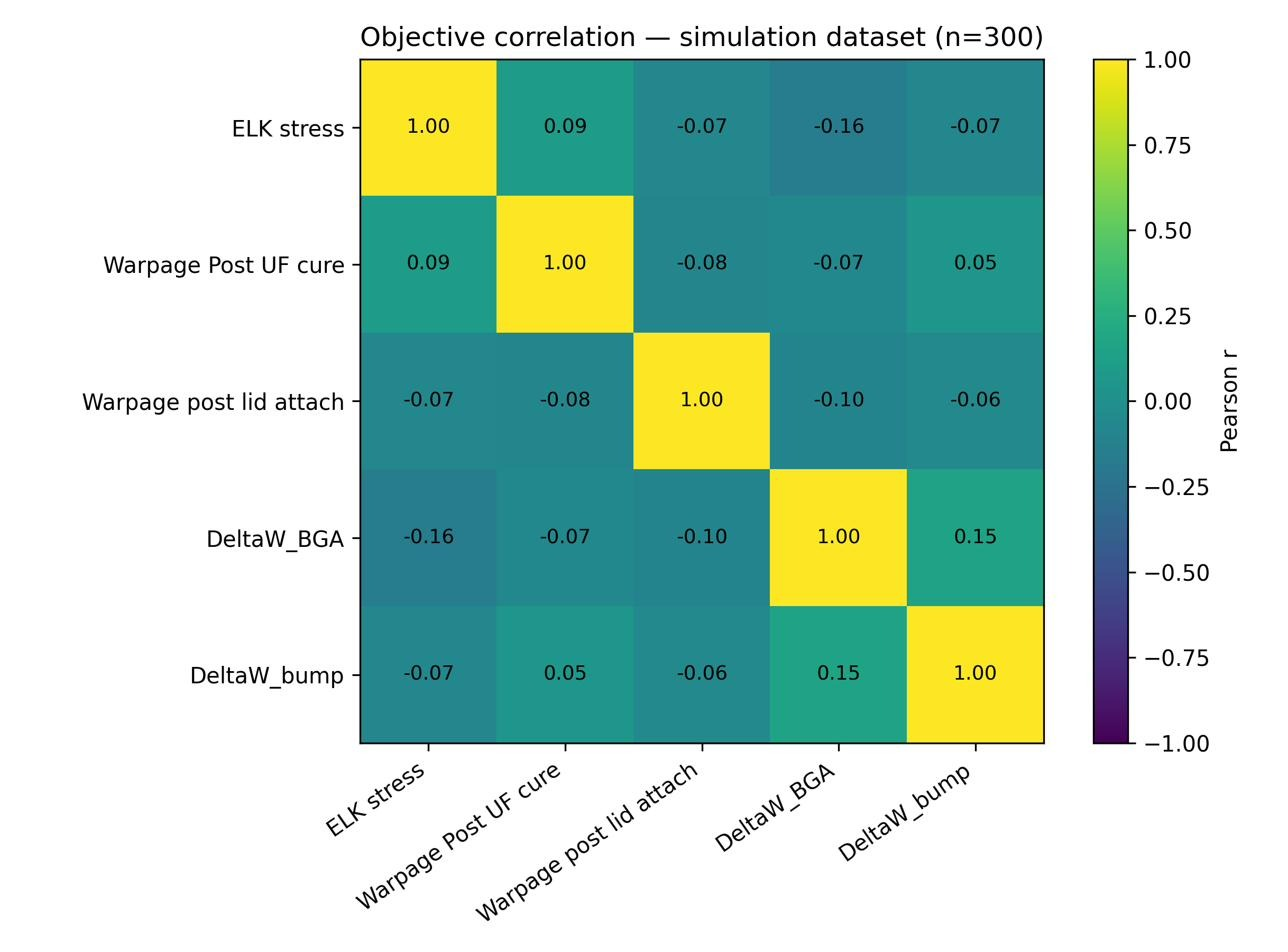 Objective correlation — simulation dataset (n=300)
ELK stress
1.00 0.09 -0.07 -0.16 -0.07
Warpage Post UF cure
0.09 1.00 -0.08 -0.07 0.05
Warpage post lid attach
-0.07 -0.08 1.00 -0.10 -0.06
DeltaW_BGA
-0.16 -0.07 -0.10 1.00 0.15
DeltaW_bump
-0.07 0.05 -0.06 0.15 1.00
ELK stress
Warpage Post UF cure
Warpage post lid attach
DeltaW_BGA
DeltaW_bump
1.00
0.75
0.50
0.25
0.00
−0.25
−0.50
−0.75
−1.00
Pearson r